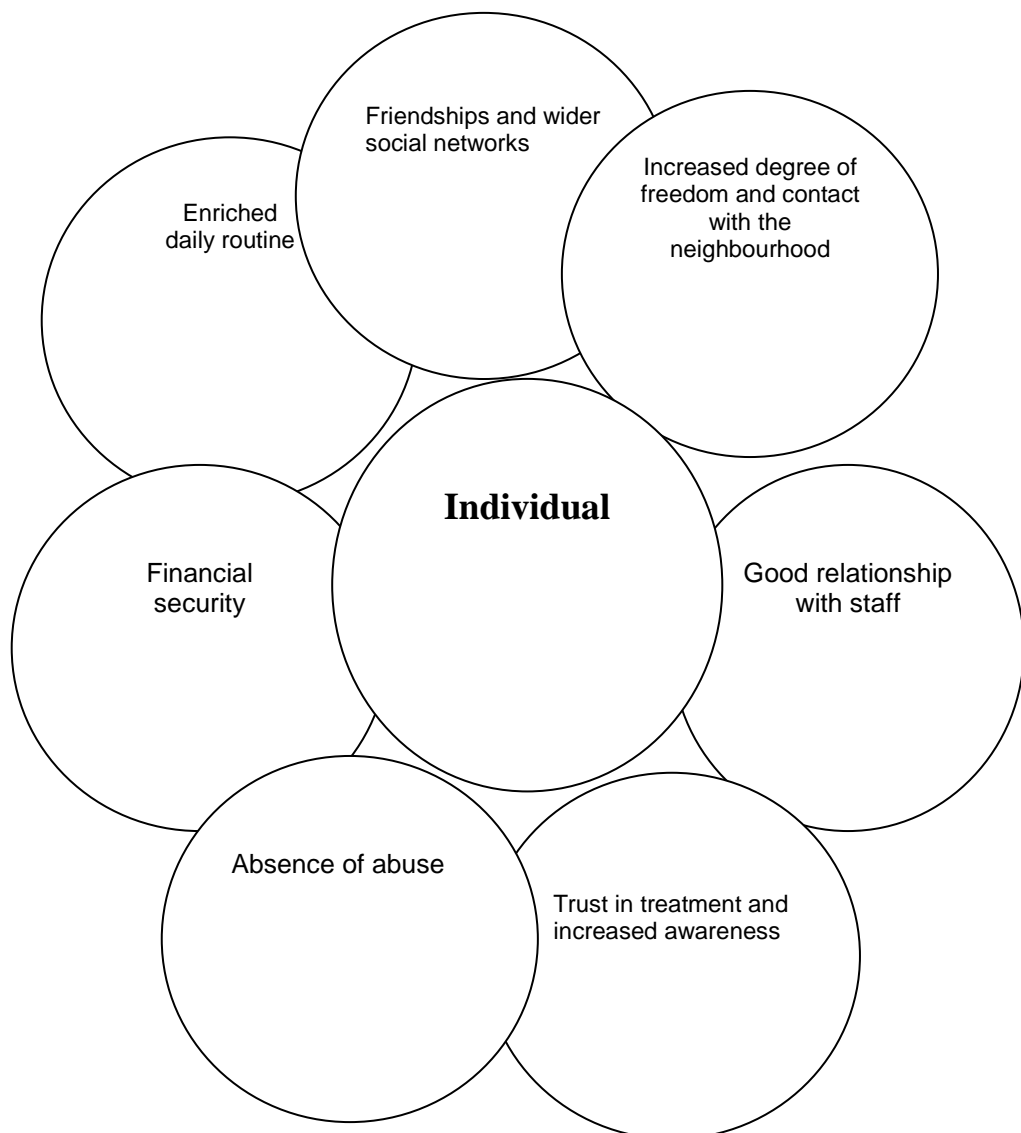 Friendships and wider
social networks
Increased degree of
freedom and contact
with the
neighbourhood
Enriched
daily routine
Individual
Financial
security
Good relationship
with staff
Absence of abuse
Trust in treatment and
increased awareness